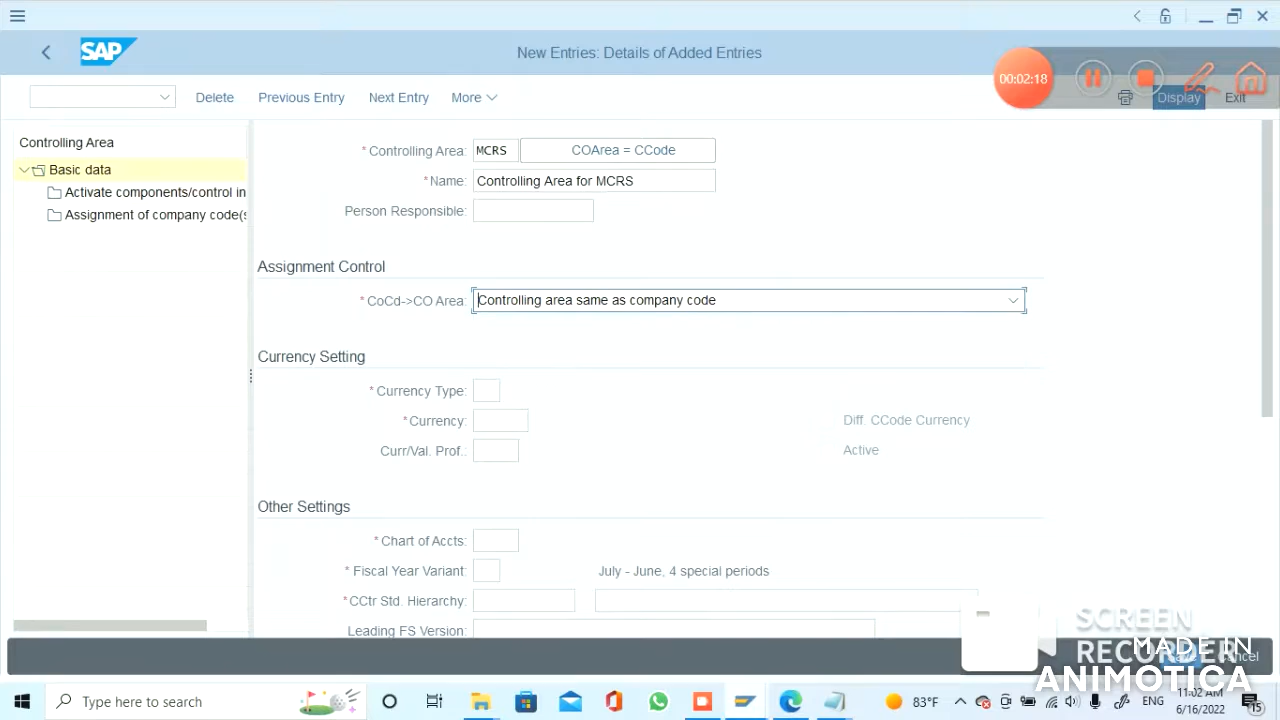 SAP
New Entries: Details of Added Entries
00:02:18
Delete
Previous Entry
Next Entry
More
Display
Exit
Controlling Area
Basic data
Activate components/control in
Assignment of company code(s
* Controlling Area: MCRS
COArea = CCode
* Name: Controlling Area for MCRS
Person Responsible:
Assignment Control
* CoCd->CO Area: Controlling area same as company code
Currency Setting
* Currency Type:
* Currency:
Diff. CCode Currency
Curr/Val. Prof.:
Active
Other Settings
* Chart of Accts:
* Fiscal Year Variant:
July - June, 4 special periods
* CCtr Std. Hierarchy:
Leading FS Version:
SCREEN
RECORDER
MADE IN
ANIMOTICA
Cancel
Type here to search
83°F
ENG
11:02 AM
6/16/2022
15